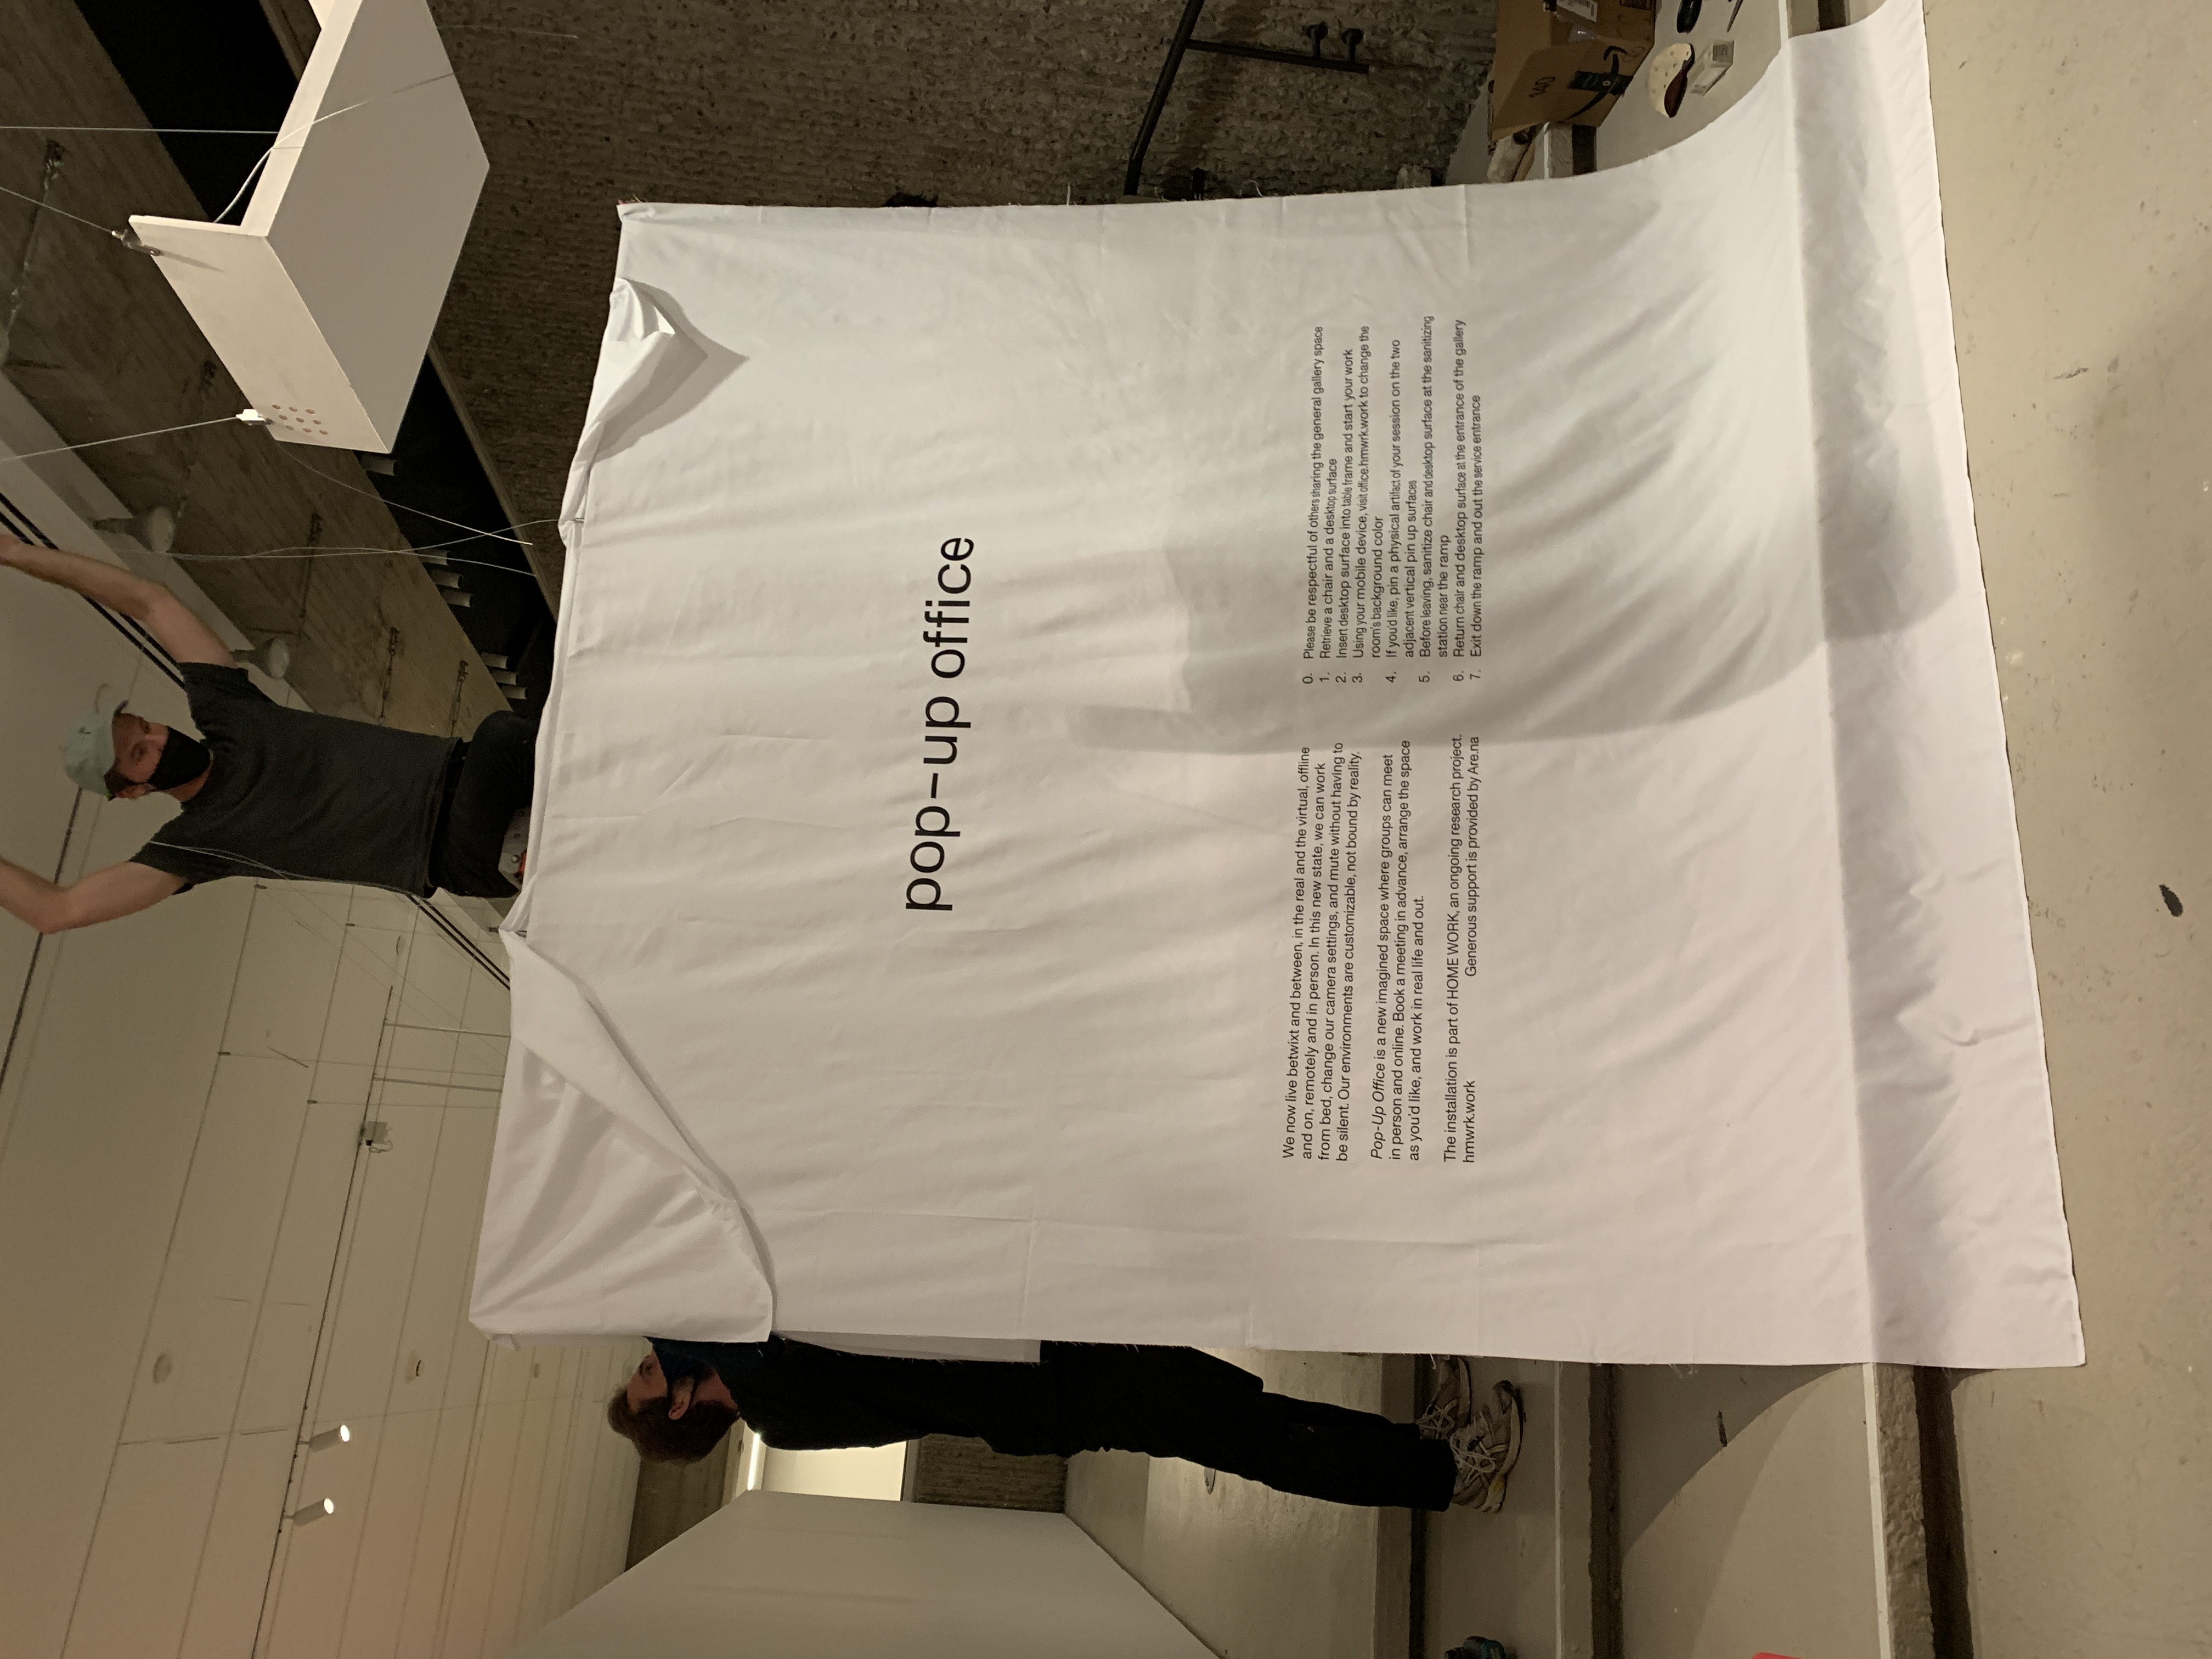 pop-up office
We now live betwixt and between, in the real and the virtual, offline
and on, remotely and in person. In this new state, we can work
from bed, change our camera settings, and mute without having to
be silent. Our environments are customizable, not bound by reality.
Pop-Up Office is a new imagined space where groups can meet
in person and online. Book a meeting in advance, arrange the space
as you'd like, and work in real life and out.
The installation is part of HOME WORK, an ongoing research project.
hmwrk.work Generous support is provided by Are.na
0. Please be respectful of others sharing the general gallery space
1. Retrieve a chair and a desktop surface
2. Insert desktop surface into table frame and start your work
3. Using your mobile device, visit office.hmwrk.work to change the
room's background color
4. If you'd like, pin a physical artifact of your session on the two
adjacent vertical pin up surfaces
5. Before leaving, sanitize chair and desktop surface at the sanitizing
station near the ramp
6. Return chair and desktop surface at the entrance of the gallery
7. Exit down the ramp and out the service entrance
140